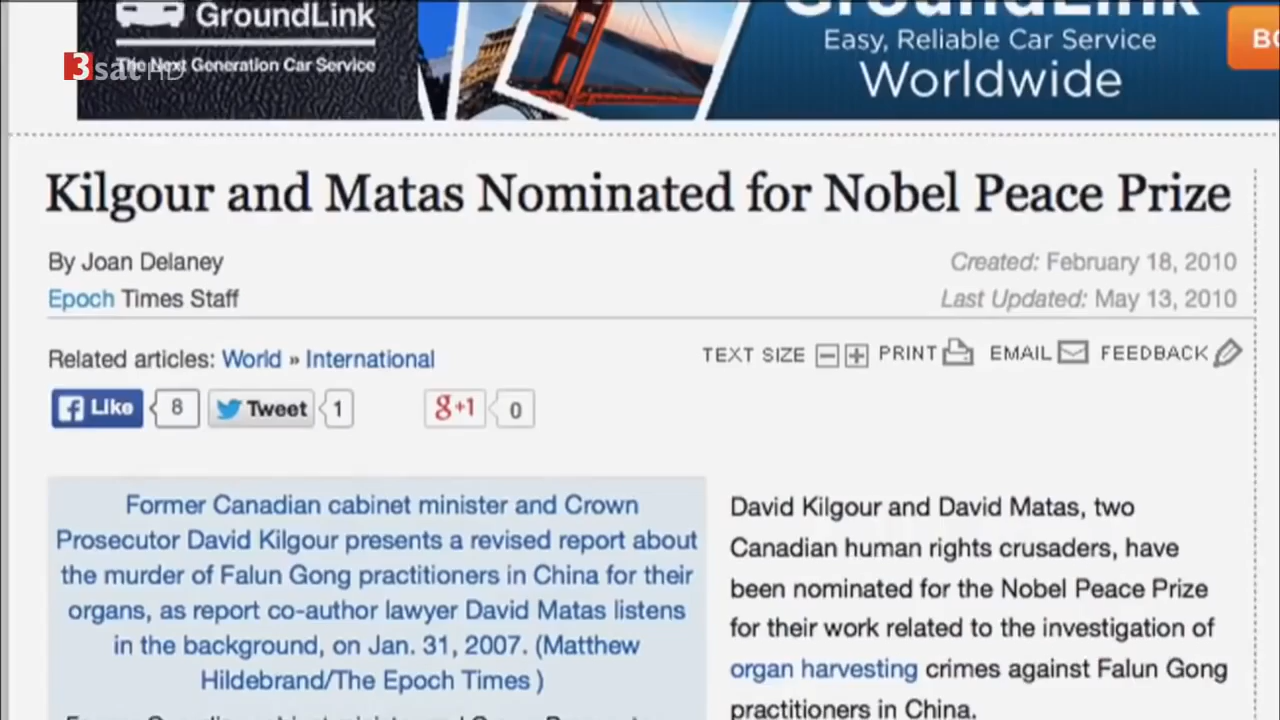 GroundLink
The Next Generation Car Service
3sat HD
GroundLink
Easy, Reliable Car Service
Worldwide
Kilgour and Matas Nominated for Nobel Peace Prize
By Joan Delaney
Epoch Times Staff
Created: February 18, 2010
Last Updated: May 13, 2010
Related articles: World » International
TEXT SIZE PRINT EMAIL FEEDBACK
Like 8 Tweet 1 g+1 0
Former Canadian cabinet minister and Crown
Prosecutor David Kilgour presents a revised report about
the murder of Falun Gong practitioners in China for their
organs, as report co-author lawyer David Matas listens
in the background, on Jan. 31, 2007. (Matthew
Hildebrand/The Epoch Times )
David Kilgour and David Matas, two
Canadian human rights crusaders, have
been nominated for the Nobel Peace Prize
for their work related to the investigation of
organ harvesting crimes against Falun Gong
practitioners in China.